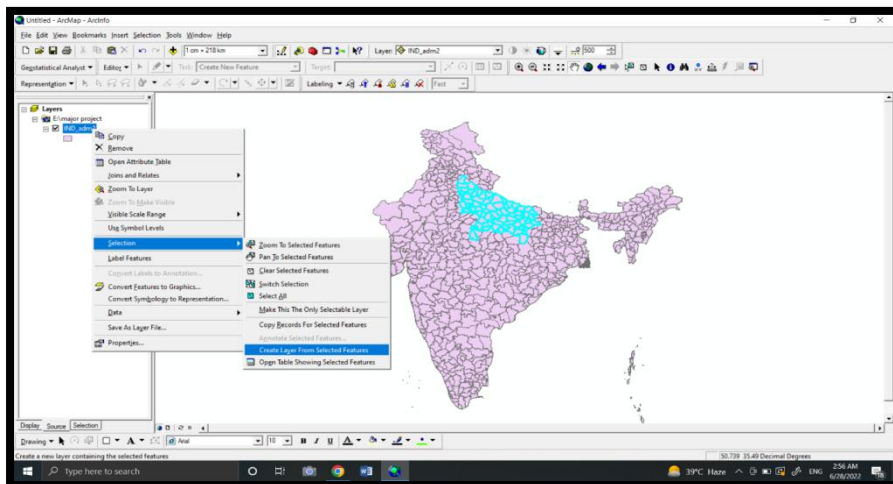 Untitled - ArcMap - ArcInfo
File Edit View Bookmarks Insert Selection Tools Window Help
1 cm = 218 km
Layer: IND_adm2
500
Geostatistical Analyst
Editor
Task: Create New Feature
Target:
Representation
Labeling
Fast
Layers
E:\major project
IND_adm2
Copy
Remove
Open Attribute Table
Joins and Relates
Zoom To Layer
Zoom To Make Visible
Visible Scale Range
Use Symbol Levels
Selection
Label Features
Convert Labels to Annotation...
Convert Features to Graphics...
Convert Symbology to Representation...
Data
Save As Layer File...
Properties...
Zoom To Selected Features
Pan To Selected Features
Clear Selected Features
Switch Selection
Select All
Make This The Only Selectable Layer
Copy Records For Selected Features
Annotate Selected Features...
Create Layer From Selected Features
Open Table Showing Selected Features
Display Source Selection
Drawing
A
Arial
10
B I U A
Create a new layer containing the selected features
50.739 35.49 Decimal Degrees
Type here to search
39°C Haze
ENG
2:56 AM
6/28/2022